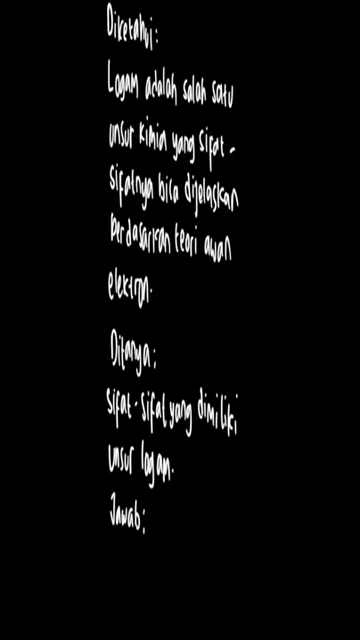 Diketahui:
Logam adalah salah satu
unsur kimia yang sifat-
sifatnya bisa dijelaskan
berdasarkan teori awan
elektron.
Ditanya:
Sifat-sifat yang dimiliki
unsur logam.
Jawab: